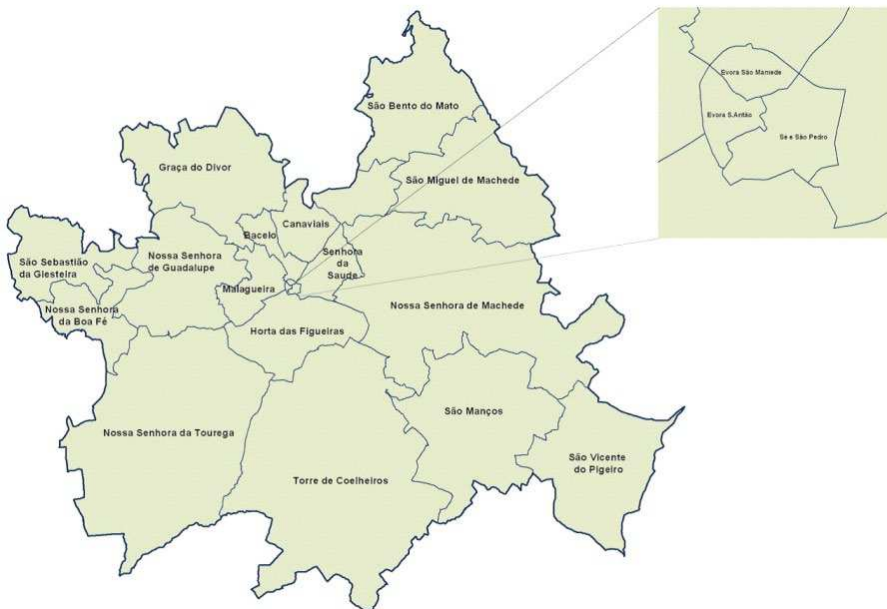 Evora São Mamede
Evora S.Antão
Se e São Pedro
São Bento do Mato
Graça do Divor
São Miguel de Machede
Canaviais
Bacelo
São Sebastião
da Giesteira
Nossa Senhora
de Guadalupe
Senhora
da
Saude
Malagueira
Nossa Senhora
da Boa Fé
Nossa Senhora de Machede
Horta das Figueiras
São Manços
Nossa Senhora da Tourega
São Vicente
do Pigeiro
Torre de Coelheiros